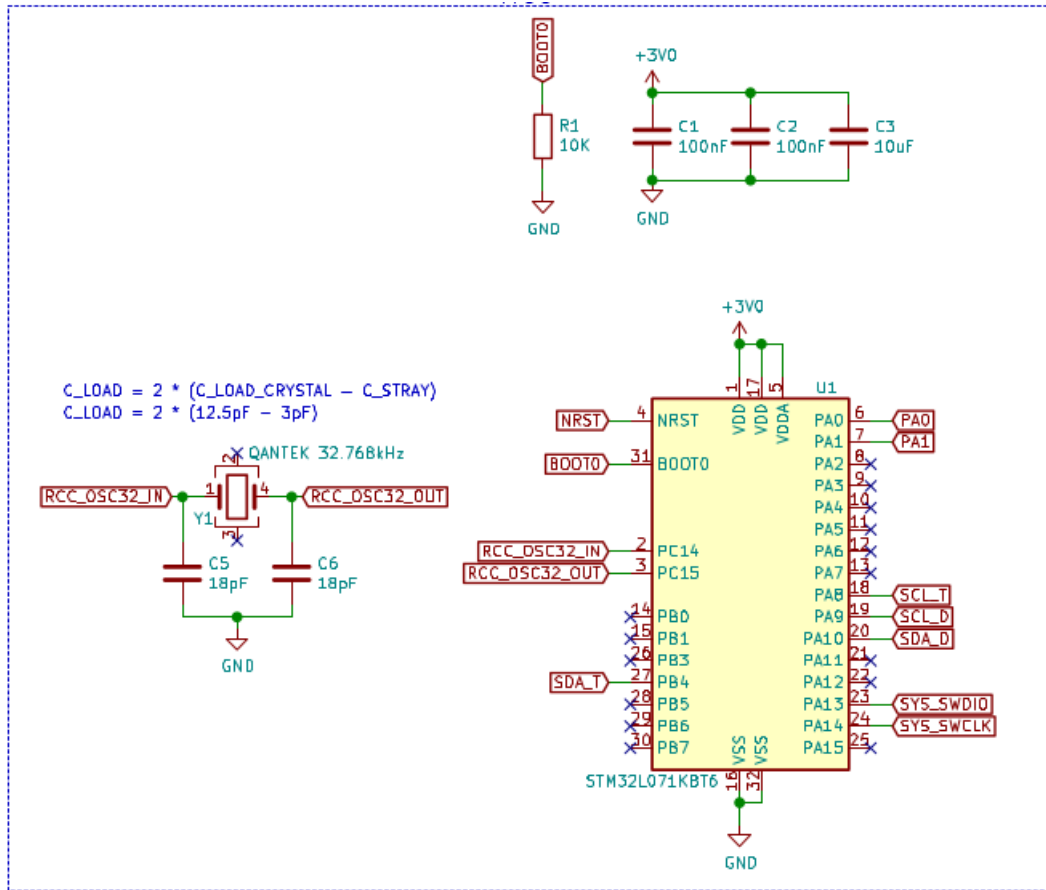 BOOT0
R1
10K
GND
+3V0
C1
100nF
C2
100nF
C3
10uF
GND
C_LOAD = 2 * (C_LOAD_CRYSTAL - C_STRAY)
C_LOAD = 2 * (12.5pF - 3pF)
QANTEK 32.768kHz
2
RCC_OSC32_IN
1
4
RCC_OSC32_OUT
Y1
3
C5
18pF
C6
18pF
GND
+3V0
1
17
5
U1
VDD
VDD
VDDA
NRST
4
NRST
PA0
6
PA0
PA1
7
PA1
BOOT0
31
BOOT0
PA2
8
PA3
9
PA4
10
PA5
11
RCC_OSC32_IN
2
PC14
PA6
12
RCC_OSC32_OUT
3
PC15
PA7
13
PA8
18
SCL_T
14
PB0
PA9
19
SCL_D
15
PB1
PA10
20
SDA_D
26
PB3
PA11
21
SDA_T
27
PB4
PA12
22
28
PB5
PA13
23
SYS_SWDIO
29
PB6
PA14
24
SYS_SWCLK
30
PB7
PA15
25
VSS
VSS
STM32L071KBT6
16
32
GND